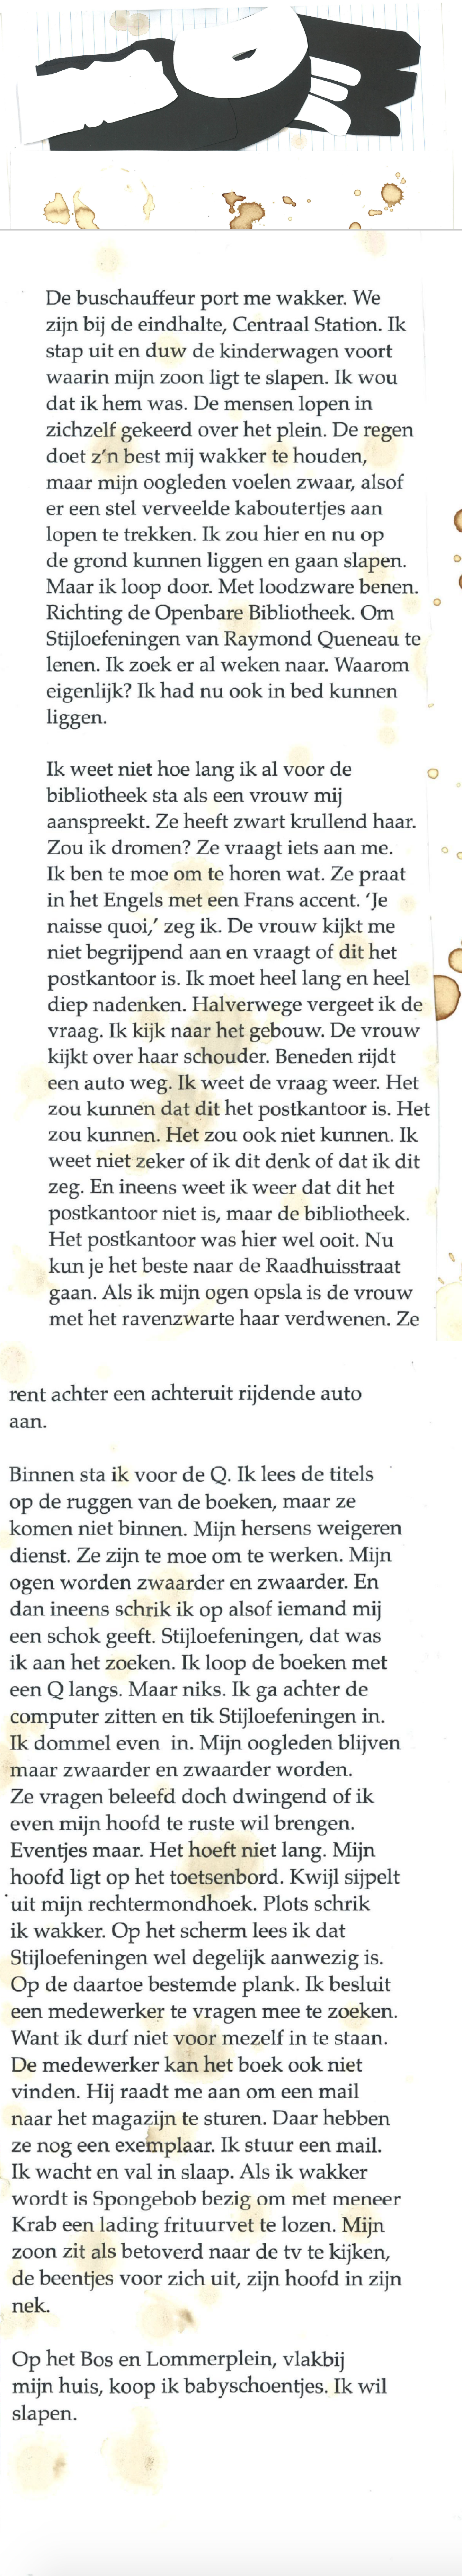 De buschauffeur port me wakker. We
zijn bij de eindhalte, Centraal Station. Ik
stap uit en duw de kinderwagen voort
waarin mijn zoon ligt te slapen. Ik wou
dat ik hem was. De mensen lopen in
zichzelf gekeerd over het plein. De regen
doet z’n best mij wakker te houden,
maar mijn oogleden voelen zwaar, alsof
er een stel verveelde kaboutertjes aan
lopen te trekken. Ik zou hier en nu op
de grond kunnen liggen en gaan slapen.
Maar ik loop door. Met loodzware benen.
Richting de Openbare Bibliotheek. Om
Stijloefeningen van Raymond Queneau te
lenen. Ik zoek er al weken naar. Waarom
eigenlijk? Ik had nu ook in bed kunnen
liggen.
Ik weet niet hoe lang ik al voor de
bibliotheek sta als een vrouw mij
aanspreekt. Ze heeft zwart krullend haar.
Zou ik dromen? Ze vraagt iets aan me.
Ik ben te moe om te horen wat. Ze praat
in het Engels met een Frans accent. ‘Je
naisse quoi,’ zeg ik. De vrouw kijkt me
niet begrijpend aan en vraagt of dit het
postkantoor is. Ik moet heel lang en heel
diep nadenken. Halverwege vergeet ik de
vraag. Ik kijk naar het gebouw. De vrouw
kijkt over haar schouder. Beneden rijdt
een auto weg. Ik weet de vraag weer. Het
zou kunnen dat dit het postkantoor is. Het
zou kunnen. Het zou ook niet kunnen. Ik
weet niet zeker of ik dit denk of dat ik dit
zeg. En ineens weet ik weer dat dit het
postkantoor niet is, maar de bibliotheek.
Het postkantoor was hier wel ooit. Nu
kun je het beste naar de Raadhuisstraat
gaan. Als ik mijn ogen opsla is de vrouw
met het ravenzwarte haar verdwenen. Ze
rent achter een achteruit rijdende auto
aan.
Binnen sta ik voor de Q. Ik lees de titels
op de ruggen van de boeken, maar ze
komen niet binnen. Mijn hersens weigeren
dienst. Ze zijn te moe om te werken. Mijn
ogen worden zwaarder en zwaarder. En
dan ineens schrik ik op alsof iemand mij
een schok geeft. Stijloefeningen, dat was
ik aan het zoeken. Ik loop de boeken met
een Q langs. Maar niks. Ik ga achter de
computer zitten en tik Stijloefeningen in.
Ik dommel even in. Mijn oogleden blijven
maar zwaarder en zwaarder worden.
Ze vragen beleefd doch dwingend of ik
even mijn hoofd te ruste wil brengen.
Eventjes maar. Het hoeft niet lang. Mijn
hoofd ligt op het toetsenbord. Kwijl sijpelt
uit mijn rechtermondhoek. Plots schrik
ik wakker. Op het scherm lees ik dat
Stijloefeningen wel degelijk aanwezig is.
Op de daartoe bestemde plank. Ik besluit
een medewerker te vragen mee te zoeken.
Want ik durf niet voor mezelf in te staan.
De medewerker kan het boek ook niet
vinden. Hij raadt me aan om een mail
naar het magazijn te sturen. Daar hebben
ze nog een exemplaar. Ik stuur een mail.
Ik wacht en val in slaap. Als ik wakker
wordt is Spongebob bezig om met meneer
Krab een lading frituurvet te lozen. Mijn
zoon zit als betoverd naar de tv te kijken,
de beentjes voor zich uit, zijn hoofd in zijn
nek.
Op het Bos en Lommerplein, vlakbij
mijn huis, koop ik babyschoentjes. Ik wil
slapen.